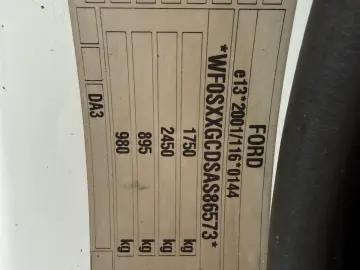 FORD
e13*2001/116*0144
*WF0SXXGCDSAS86573*
1750 kg
2450 kg
895 kg
980 kg
DA3